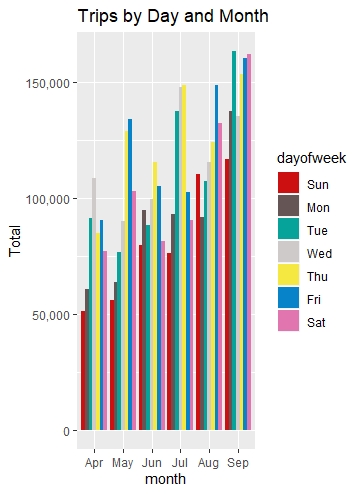 Trips by Day and Month
Total
150,000
100,000
50,000
0
Apr May Jun Jul Aug Sep
month
dayofweek
Sun
Mon
Tue
Wed
Thu
Fri
Sat